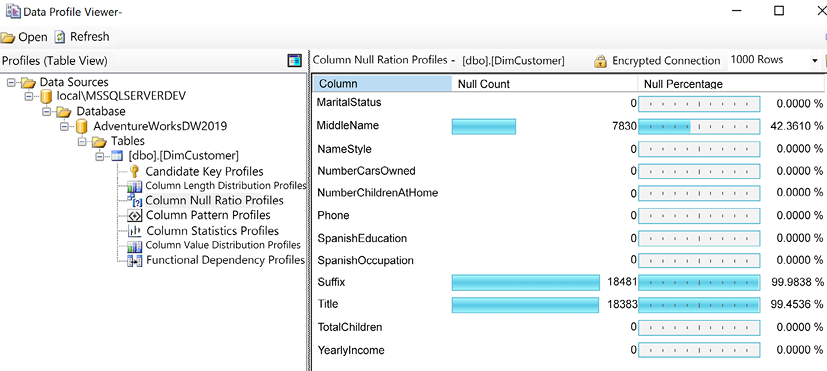 Data Profile Viewer-
Open Refresh
Profiles (Table View)
Data Sources
local\MSSQLSERVERDEV
Database
AdventureWorksDW2019
Tables
[dbo].[DimCustomer]
Candidate Key Profiles
Column Length Distribution Profiles
Column Null Ratio Profiles
Column Pattern Profiles
Column Statistics Profiles
Column Value Distribution Profiles
Functional Dependency Profiles
Column Null Ration Profiles - [dbo].[DimCustomer] Encrypted Connection 1000 Rows
Column Null Count Null Percentage
MaritalStatus 0 0.0000 %
MiddleName 7830 42.3610 %
NameStyle 0 0.0000 %
NumberCarsOwned 0 0.0000 %
NumberChildrenAtHome 0 0.0000 %
Phone 0 0.0000 %
SpanishEducation 0 0.0000 %
SpanishOccupation 0 0.0000 %
Suffix 18481 99.9838 %
Title 18383 99.4536 %
TotalChildren 0 0.0000 %
YearlyIncome 0 0.0000 %